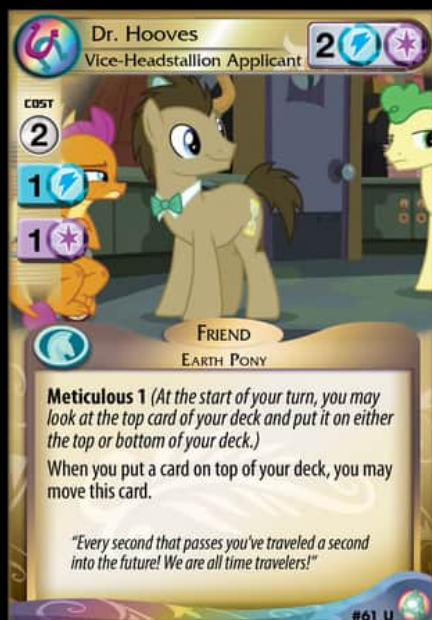 Dr. Hooves
Vice-Headstallion Applicant
2
COST
2
1
1
FRIEND
EARTH PONY
Meticulous 1 (At the start of your turn, you may
look at the top card of your deck and put it on either
the top or bottom of your deck.)
When you put a card on top of your deck, you may
move this card.
"Every second that passes you've traveled a second
into the future! We are all time travelers!"
#61 U